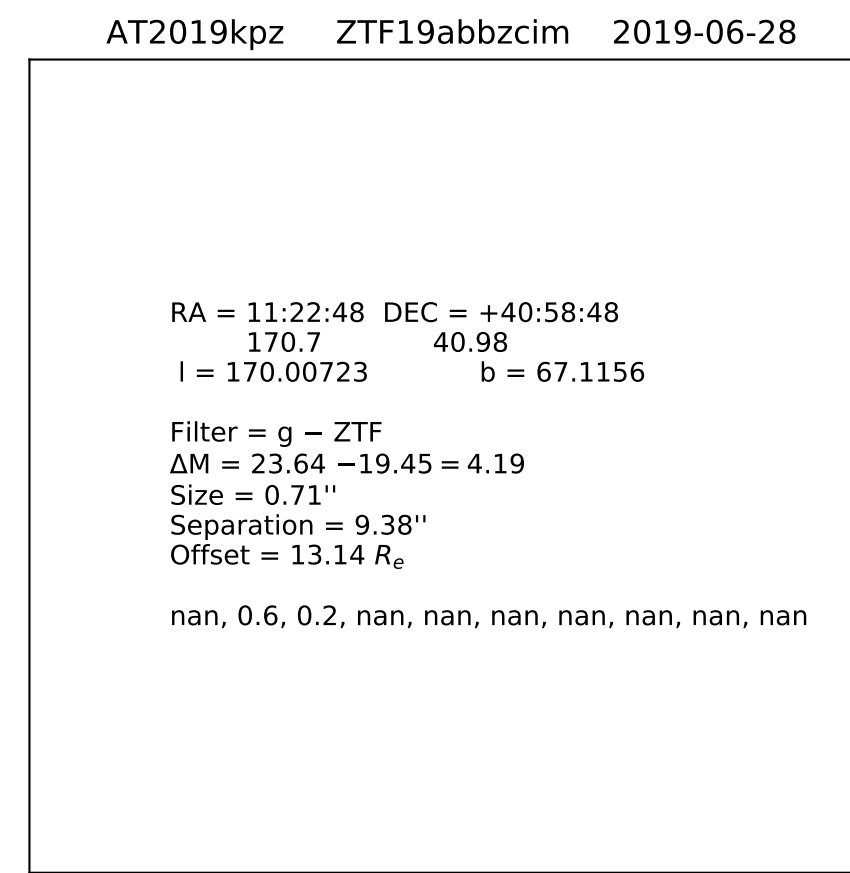 AT2019kpz ZTF19abbzcim 2019-06-28
RA = 11:22:48 DEC = +40:58:48
170.7 40.98
l = 170.00723 b = 67.1156
Filter = g − ZTF
ΔM = 23.64 −19.45 = 4.19
Size = 0.71''
Separation = 9.38''
Offset = 13.14 Re
nan, 0.6, 0.2, nan, nan, nan, nan, nan, nan, nan